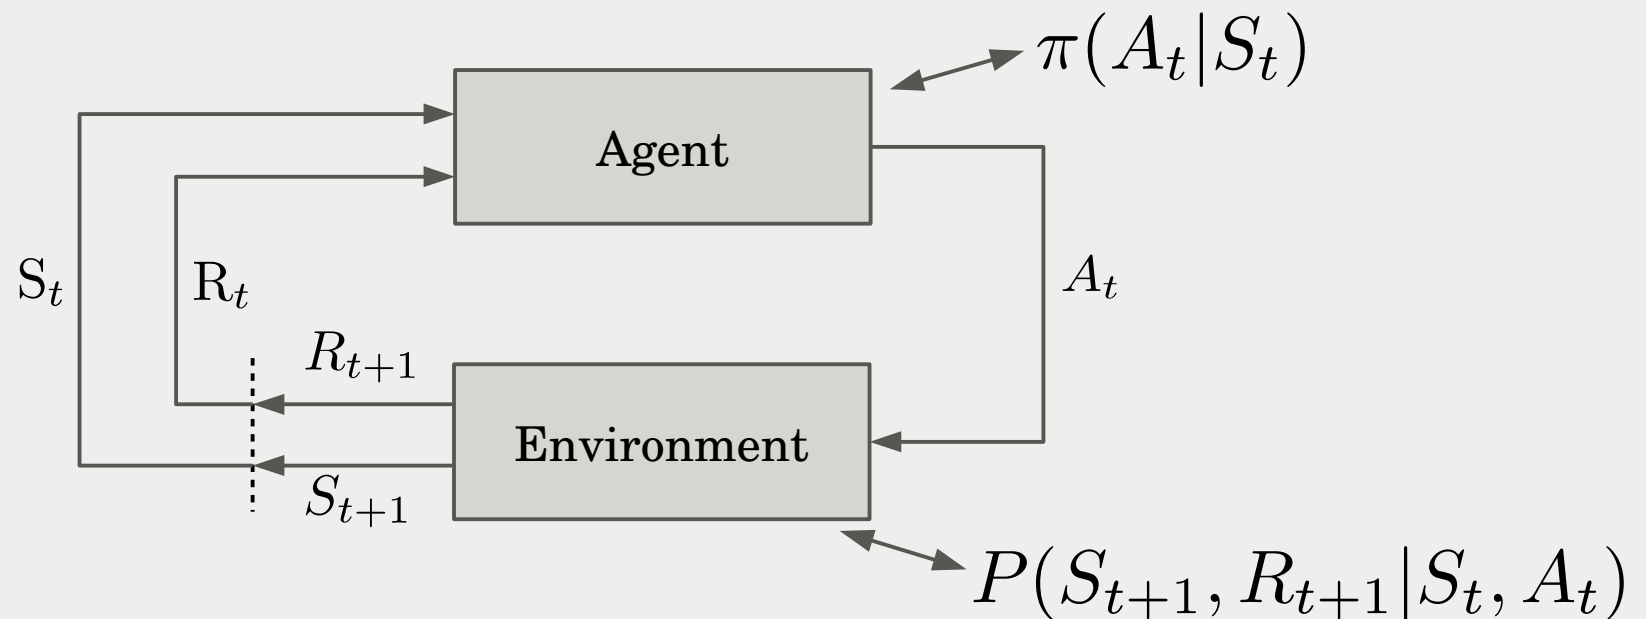 π(A_t|S_t)
Agent
S_t
R_t
A_t
R_{t+1}
Environment
S_{t+1}
P(S_{t+1}, R_{t+1}|S_t, A_t)